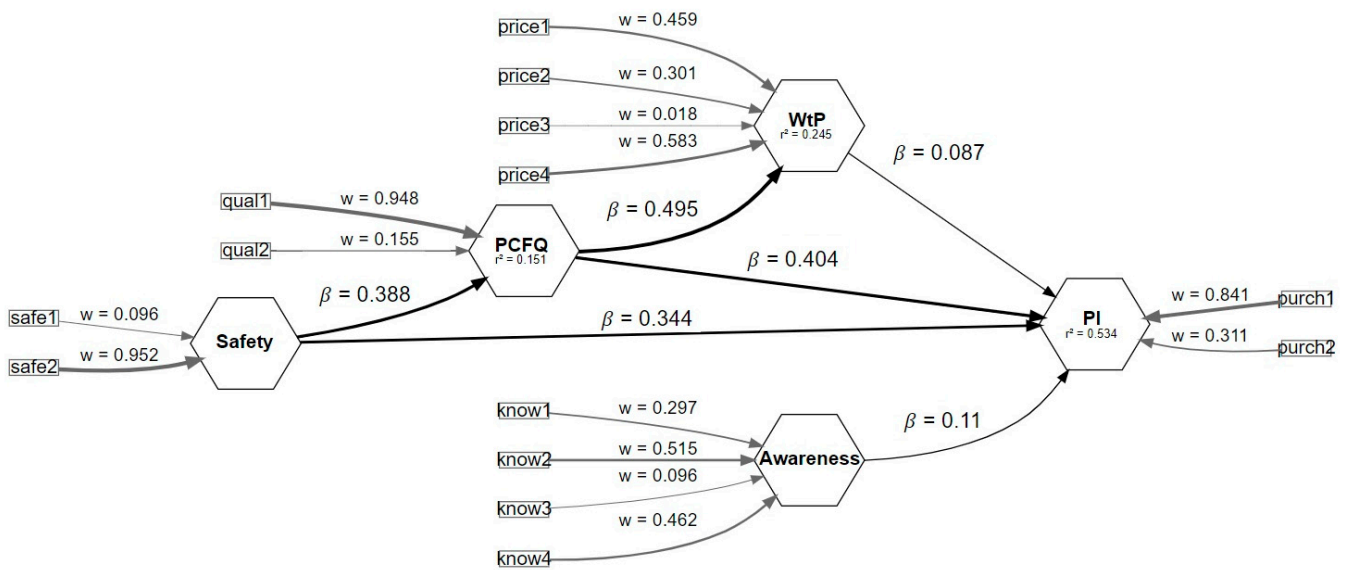 price1
w = 0.459
price2
w = 0.301
price3
w = 0.018
price4
w = 0.583
WtP
r² = 0.245
β = 0.087
qual1
w = 0.948
qual2
w = 0.155
PCFQ
r² = 0.151
β = 0.495
β = 0.404
β = 0.388
β = 0.344
safe1
w = 0.096
safe2
w = 0.952
Safety
PI
r² = 0.534
w = 0.841
purch1
w = 0.311
purch2
know1
w = 0.297
know2
w = 0.515
know3
w = 0.096
know4
w = 0.462
Awareness
β = 0.11